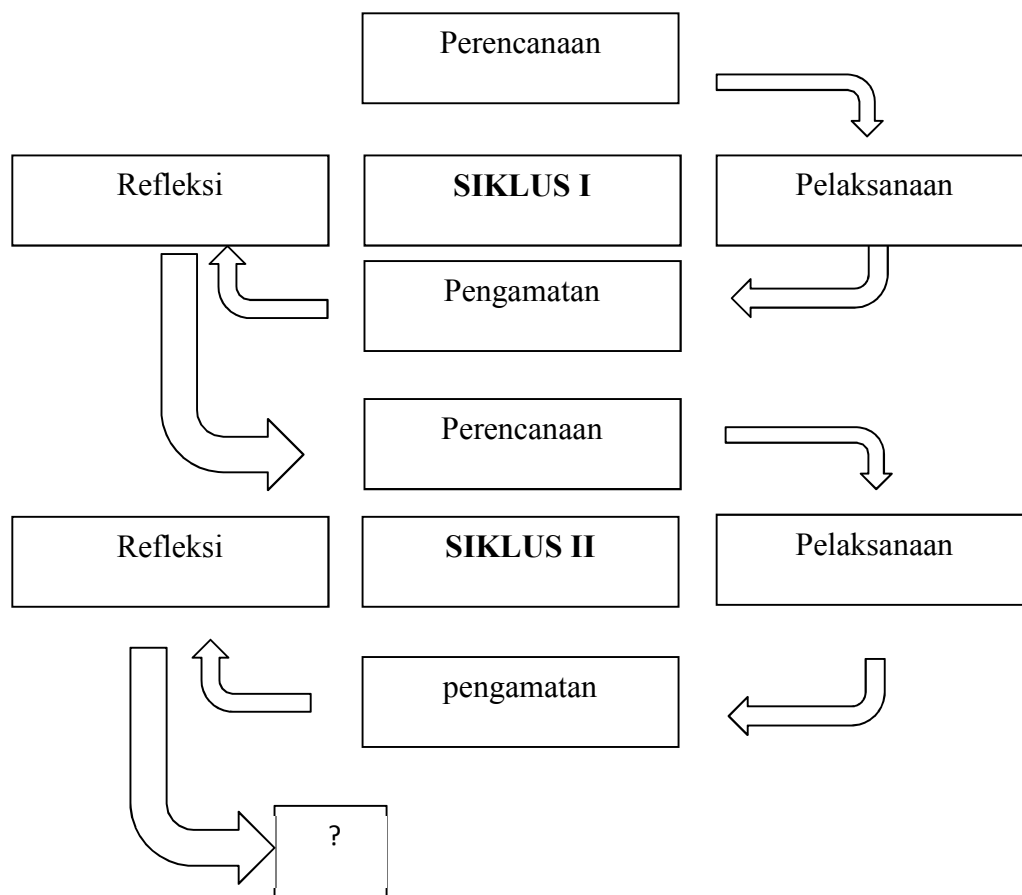 Perencanaan
Refleksi
SIKLUS I
Pelaksanaan
Pengamatan
Perencanaan
Refleksi
SIKLUS II
Pelaksanaan
pengamatan
?